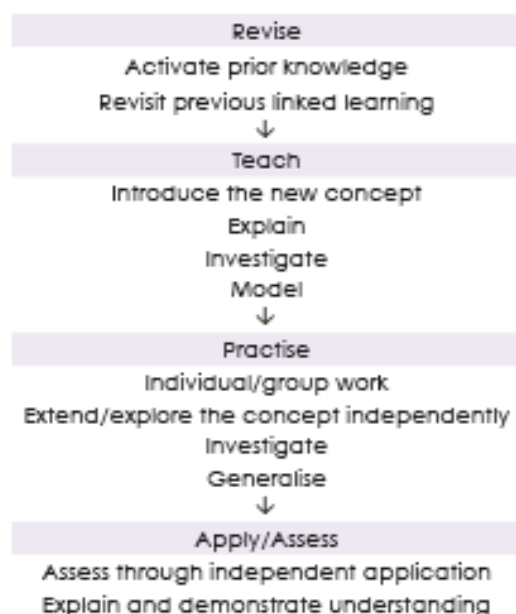 Revise
Activate prior knowledge
Revisit previous linked learning
↓
Teach
Introduce the new concept
Explain
Investigate
Model
↓
Practise
Individual/group work
Extend/explore the concept independently
Investigate
Generalise
↓
Apply/Assess
Assess through independent application
Explain and demonstrate understanding